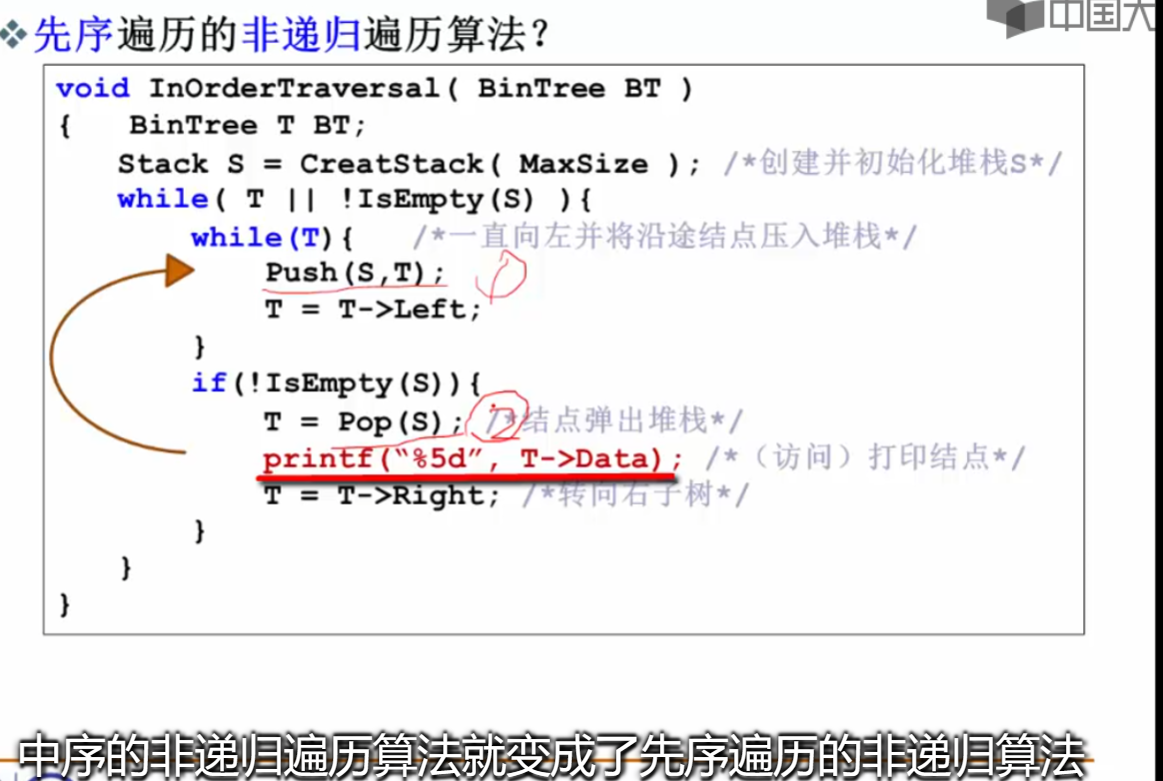 中国大
❖先序遍历的非递归遍历算法?
void InOrderTraversal( BinTree BT )
{ BinTree T BT;
Stack S = CreatStack( MaxSize ); /*创建并初始化堆栈S*/
while( T || !IsEmpty(S) ){
while(T){ /*一直向左并将沿途结点压入堆栈*/
Push(S,T); 1
T = T->Left;
}
if(!IsEmpty(S)){
T = Pop(S); /*结点弹出堆栈*/ 2
printf("%5d", T->Data); /*(访问)打印结点*/
T = T->Right; /*转向右子树*/
}
}
}
中序的非递归遍历算法就变成了先序遍历的非递归算法